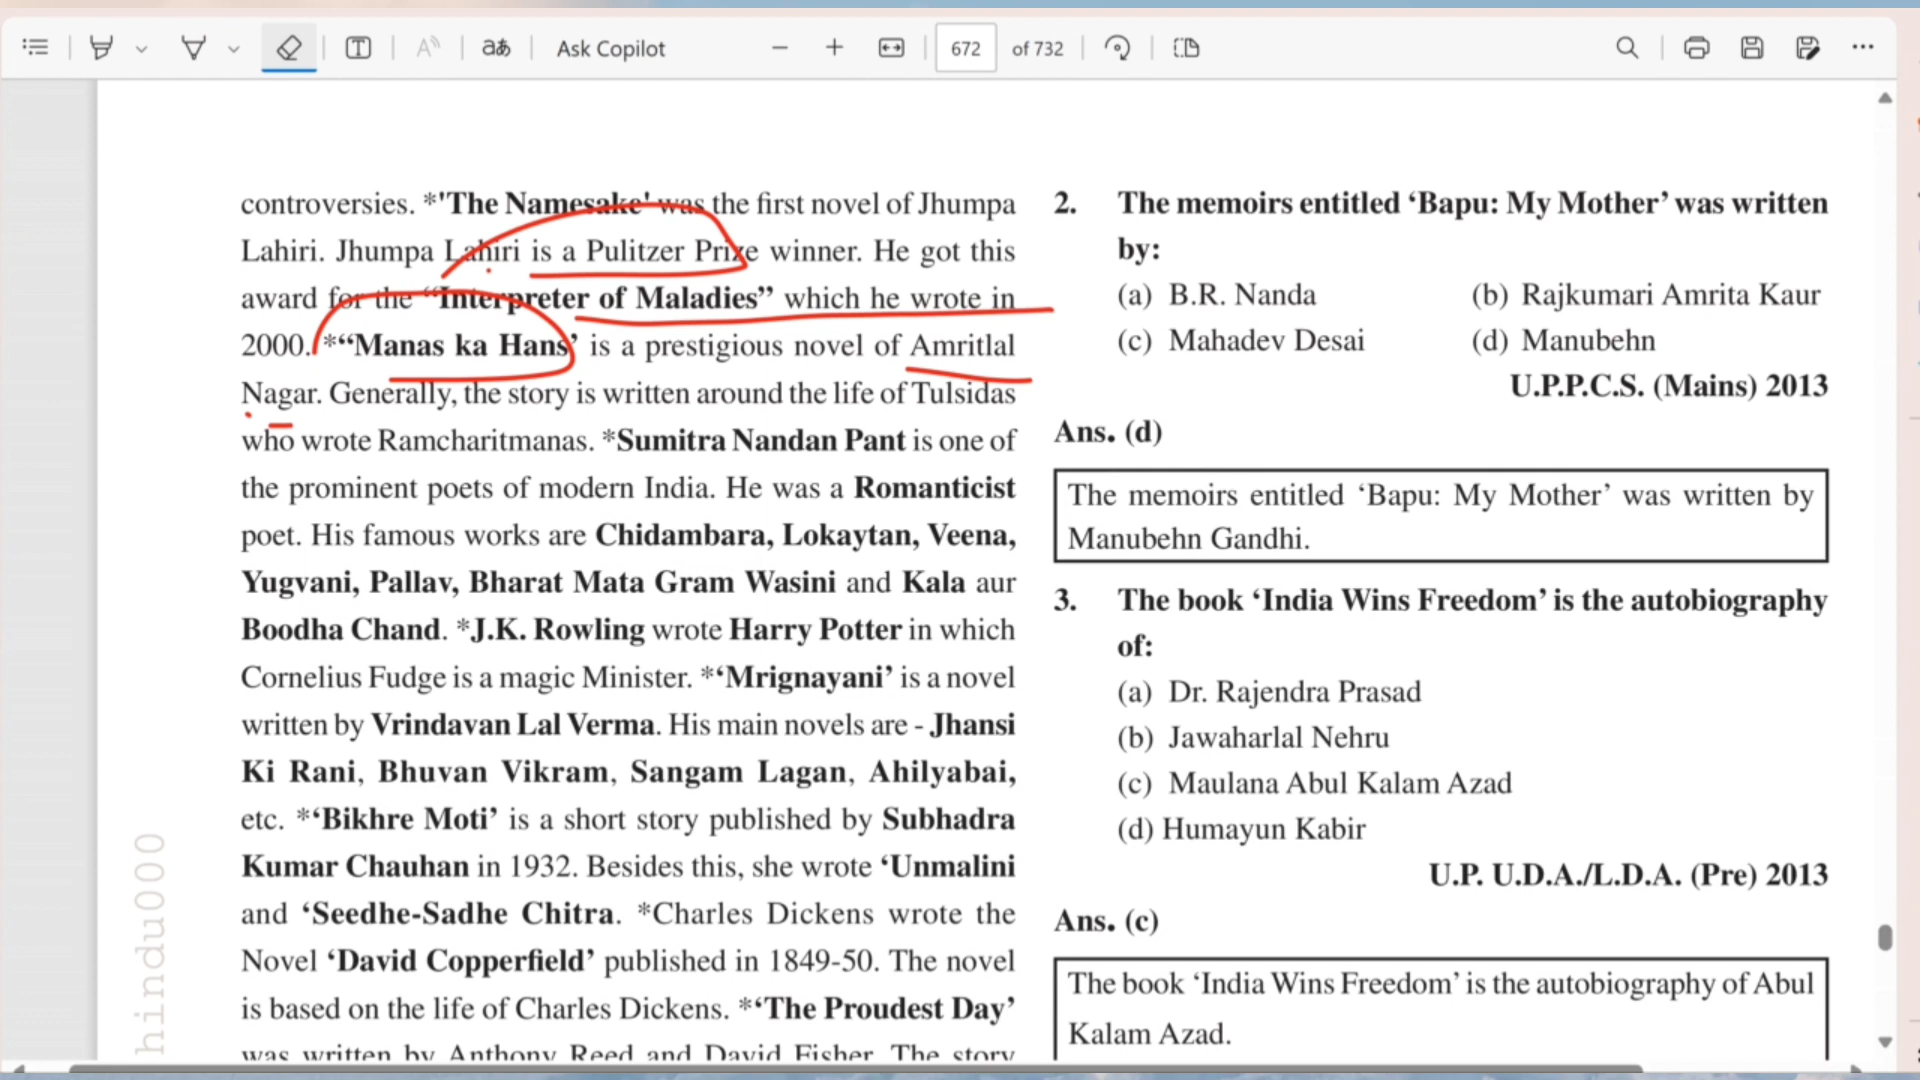 Ask Copilot
672 of 732
controversies. *'The Namesake' was the first novel of Jhumpa
Lahiri. Jhumpa Lahiri is a Pulitzer Prize winner. He got this
award for the “Interpreter of Maladies” which he wrote in
2000. *“Manas ka Hans’ is a prestigious novel of Amritlal
Nagar. Generally, the story is written around the life of Tulsidas
who wrote Ramcharitmanas. *Sumitra Nandan Pant is one of
the prominent poets of modern India. He was a Romanticist
poet. His famous works are Chidambara, Lokaytan, Veena,
Yugvani, Pallav, Bharat Mata Gram Wasini and Kala aur
Boodha Chand. *J.K. Rowling wrote Harry Potter in which
Cornelius Fudge is a magic Minister. *‘Mrignayani’ is a novel
written by Vrindavan Lal Verma. His main novels are - Jhansi
Ki Rani, Bhuvan Vikram, Sangam Lagan, Ahilyabai,
etc. *‘Bikhre Moti’ is a short story published by Subhadra
Kumar Chauhan in 1932. Besides this, she wrote ‘Unmalini
and ‘Seedhe-Sadhe Chitra. *Charles Dickens wrote the
Novel ‘David Copperfield’ published in 1849-50. The novel
is based on the life of Charles Dickens. *‘The Proudest Day’
was written by Anthony Reed and David Fisher. The story
2. The memoirs entitled ‘Bapu: My Mother’ was written
by:
(a) B.R. Nanda (b) Rajkumari Amrita Kaur
(c) Mahadev Desai (d) Manubehn
U.P.P.C.S. (Mains) 2013
Ans. (d)
The memoirs entitled ‘Bapu: My Mother’ was written by
Manubehn Gandhi.
3. The book ‘India Wins Freedom’ is the autobiography
of:
(a) Dr. Rajendra Prasad
(b) Jawaharlal Nehru
(c) Maulana Abul Kalam Azad
(d) Humayun Kabir
U.P. U.D.A./L.D.A. (Pre) 2013
Ans. (c)
The book ‘India Wins Freedom’ is the autobiography of Abul
Kalam Azad.
hindu000